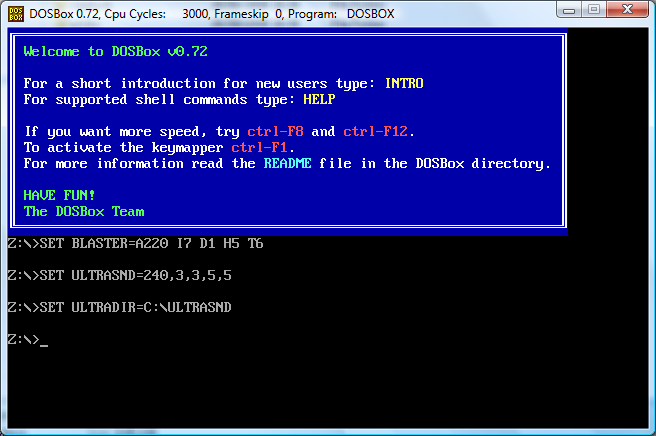 DOS
BOX
DOSBox 0.72, Cpu Cycles: 3000, Frameskip 0, Program: DOSBOX
Welcome to DOSBox v0.72
For a short introduction for new users type: INTRO
For supported shell commands type: HELP
If you want more speed, try ctrl-F8 and ctrl-F12.
To activate the keymapper ctrl-F1.
For more information read the README file in the DOSBox directory.
HAVE FUN!
The DOSBox Team
Z:\>SET BLASTER=A220 I7 D1 H5 T6
Z:\>SET ULTRASND=240,3,3,5,5
Z:\>SET ULTRADIR=C:\ULTRASND
Z:\>_